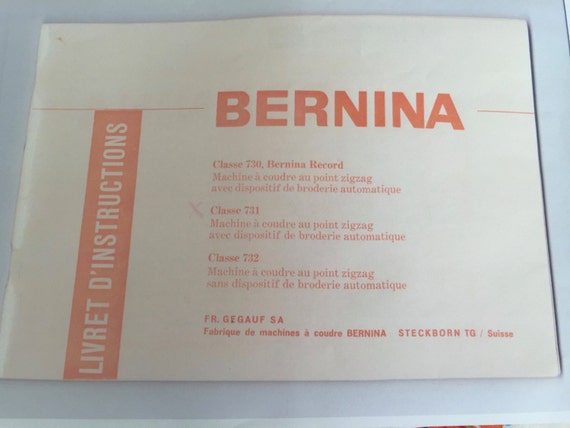 BERNINA
LIVRET D'INSTRUCTIONS
Classe 730, Bernina Record
Machine à coudre au point zigzag
avec dispositif de broderie automatique
Classe 731
Machine à coudre au point zigzag
avec dispositif de broderie automatique
Classe 732
Machine à coudre au point zigzag
sans dispositif de broderie automatique
FR. GEGAUF SA
Fabrique de machines à coudre BERNINA STECKBORN TG / Suisse